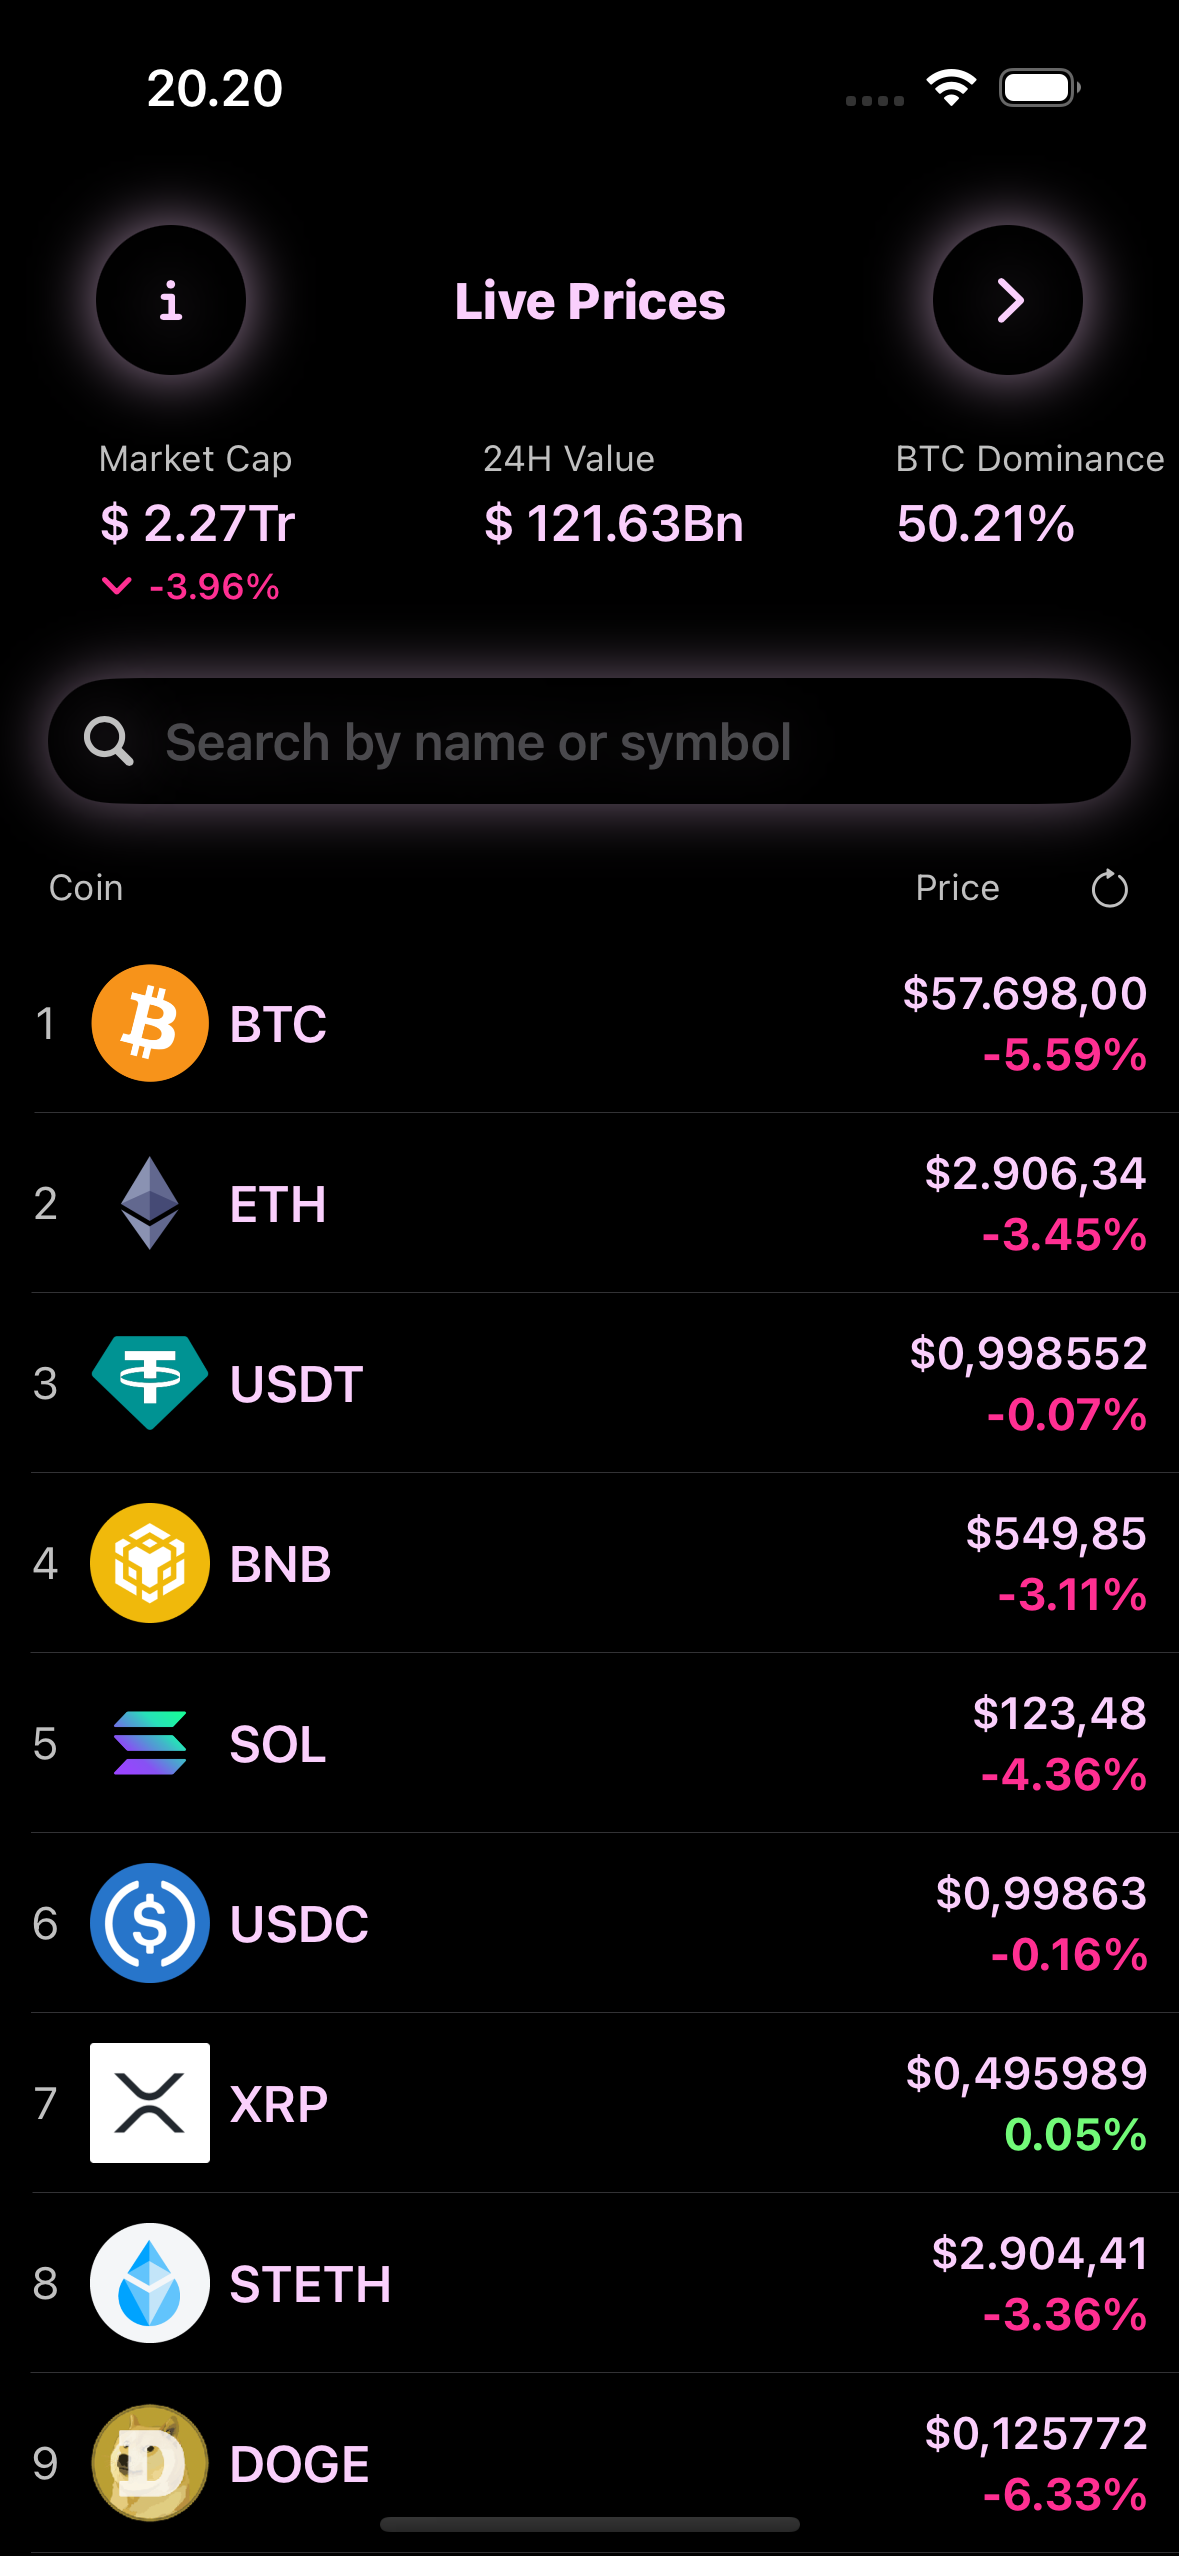 20.20
i
Live Prices
Market Cap
24H Value
BTC Dominance
$ 2.27Tr
$ 121.63Bn
50.21%
-3.96%
Search by name or symbol
Coin
Price
1 BTC $57.698,00
-5.59%
2 ETH $2.906,34
-3.45%
3 USDT $0,998552
-0.07%
4 BNB $549,85
-3.11%
5 SOL $123,48
-4.36%
6 USDC $0,99863
-0.16%
7 XRP $0,495989
0.05%
8 STETH $2.904,41
-3.36%
9 DOGE $0,125772
-6.33%